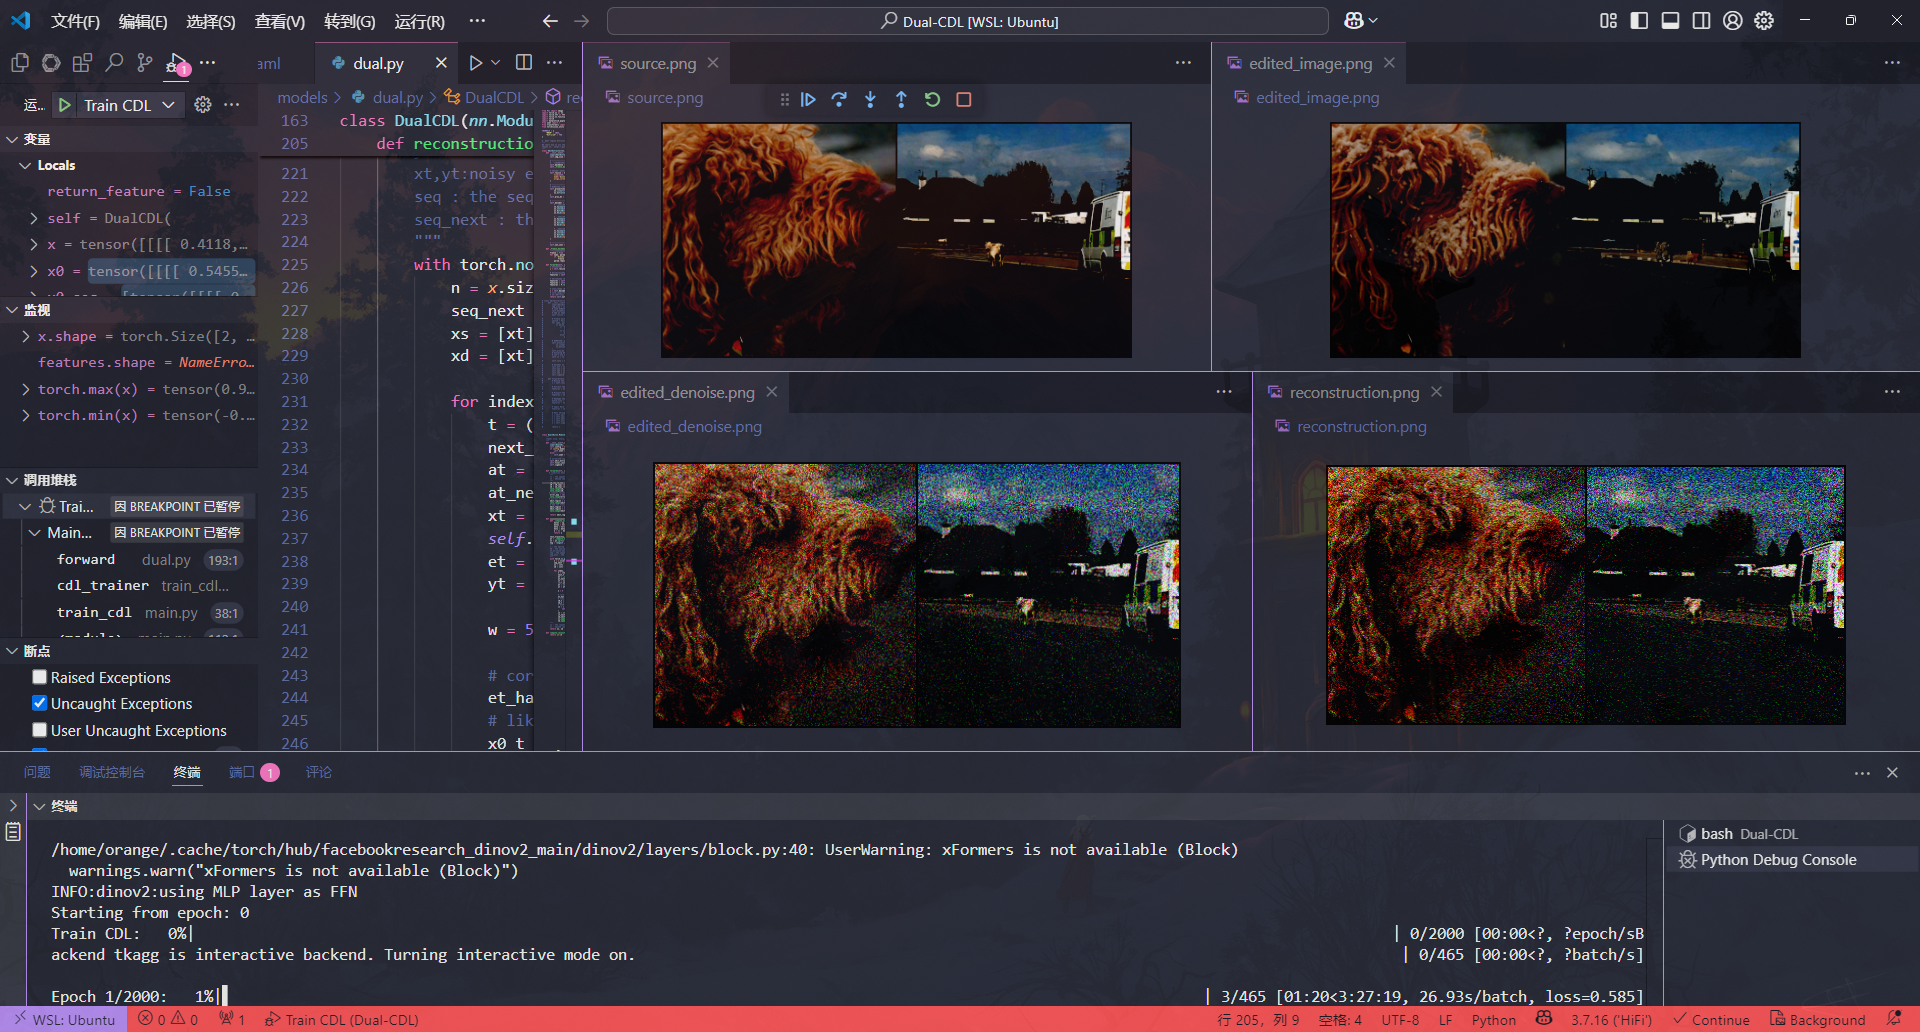 文件(F) 编辑(E) 选择(S) 查看(V) 转到(G) 运行(R) ··· Dual-CDL [WSL: Ubuntu]
1 ··· aml dual.py source.png edited_image.png
运... Train CDL ··· models > dual.py > DualCDL > source.png edited_image.png
变量
Locals
return_feature = False
self = DualCDL(
x = tensor([[[[ 0.4118,…
x0 = tensor([[[[ 0.5455…
监视
x.shape = torch.Size([2, …
features.shape = NameErro…
torch.max(x) = tensor(0.9…
torch.min(x) = tensor(-0.…
调用堆栈
Trai... 因 BREAKPOINT 已暂停
Main... 因 BREAKPOINT 已暂停
forward dual.py 193:1
cdl_trainer train_cdl...
train_cdl main.py 38:1
断点
Raised Exceptions
Uncaught Exceptions
User Uncaught Exceptions
163 class DualCDL(nn.Modu
205 def reconstructio
221 xt,yt:noisy e
222 seq : the seq
223 seq_next : th
224 """
225 with torch.no
226 n = x.siz
227 seq_next
228 xs = [xt]
229 xd = [xt]
230
231 for index
232 t = (
233 next_
234 at =
235 at_ne
236 xt =
237 self.
238 et =
239 yt =
240
241 w = 5
242
243 # cor
244 et_ha
245 # lik
246 x0 t
edited_denoise.png
edited_denoise.png
reconstruction.png
reconstruction.png
问题 调试控制台 终端 端口 1 评论
终端
/home/orange/.cache/torch/hub/facebookresearch_dinov2_main/dinov2/layers/block.py:40: UserWarning: xFormers is not available (Block)
warnings.warn("xFormers is not available (Block)")
INFO:dinov2:using MLP layer as FFN
Starting from epoch: 0
Train CDL: 0%| | 0/2000 [00:00<?, ?epoch/sB
ackend tkagg is interactive backend. Turning interactive mode on. | 0/465 [00:00<?, ?batch/s]
Epoch 1/2000: 1%| | 3/465 [01:20<3:27:19, 26.93s/batch, loss=0.585]
bash Dual-CDL
Python Debug Console
WSL: Ubuntu 0 0 1 Train CDL (Dual-CDL) 行 205, 列 9 空格: 4 UTF-8 LF Python 3.7.16 ('HiFi') Continue Background